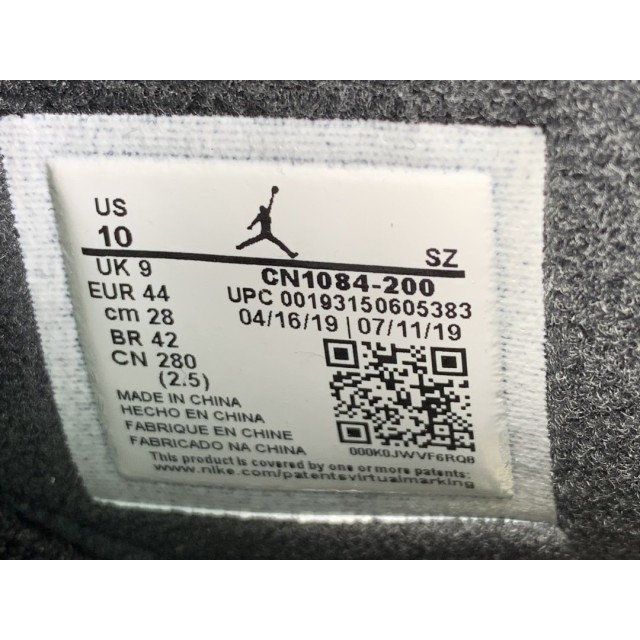 US
10
SZ
UK 9
CN1084-200
EUR 44
UPC 00193150605383
cm 28
04/16/19 | 07/11/19
BR 42
CN 280
(2.5)
MADE IN CHINA
HECHO EN CHINA
FABRIQUE EN CHINE
FABRICADO NA CHINA
000K0JWVF6RQ8
This product is covered by one or more patents:
www.nike.com/patentsvirtualmarking